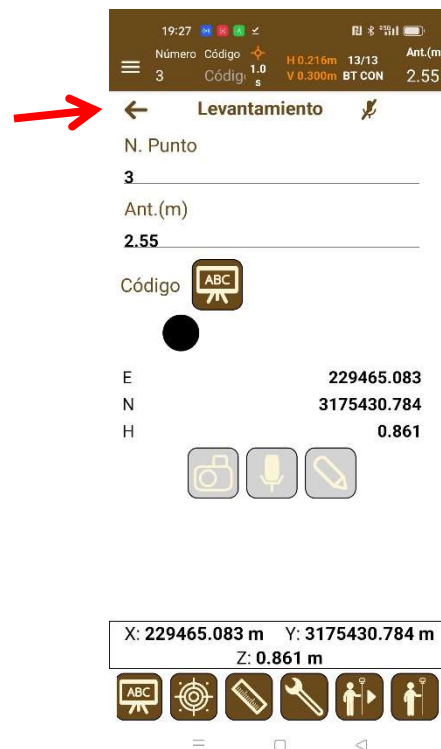 19:27
Número Código H 0.216m 13/13 Ant.(m
3 Códig 1.0 s V 0.300m BT CON 2.55
Levantamiento
N. Punto
3
Ant.(m)
2.55
Código ABC
E 229465.083
N 3175430.784
H 0.861
X: 229465.083 m Y: 3175430.784 m
Z: 0.861 m
ABC